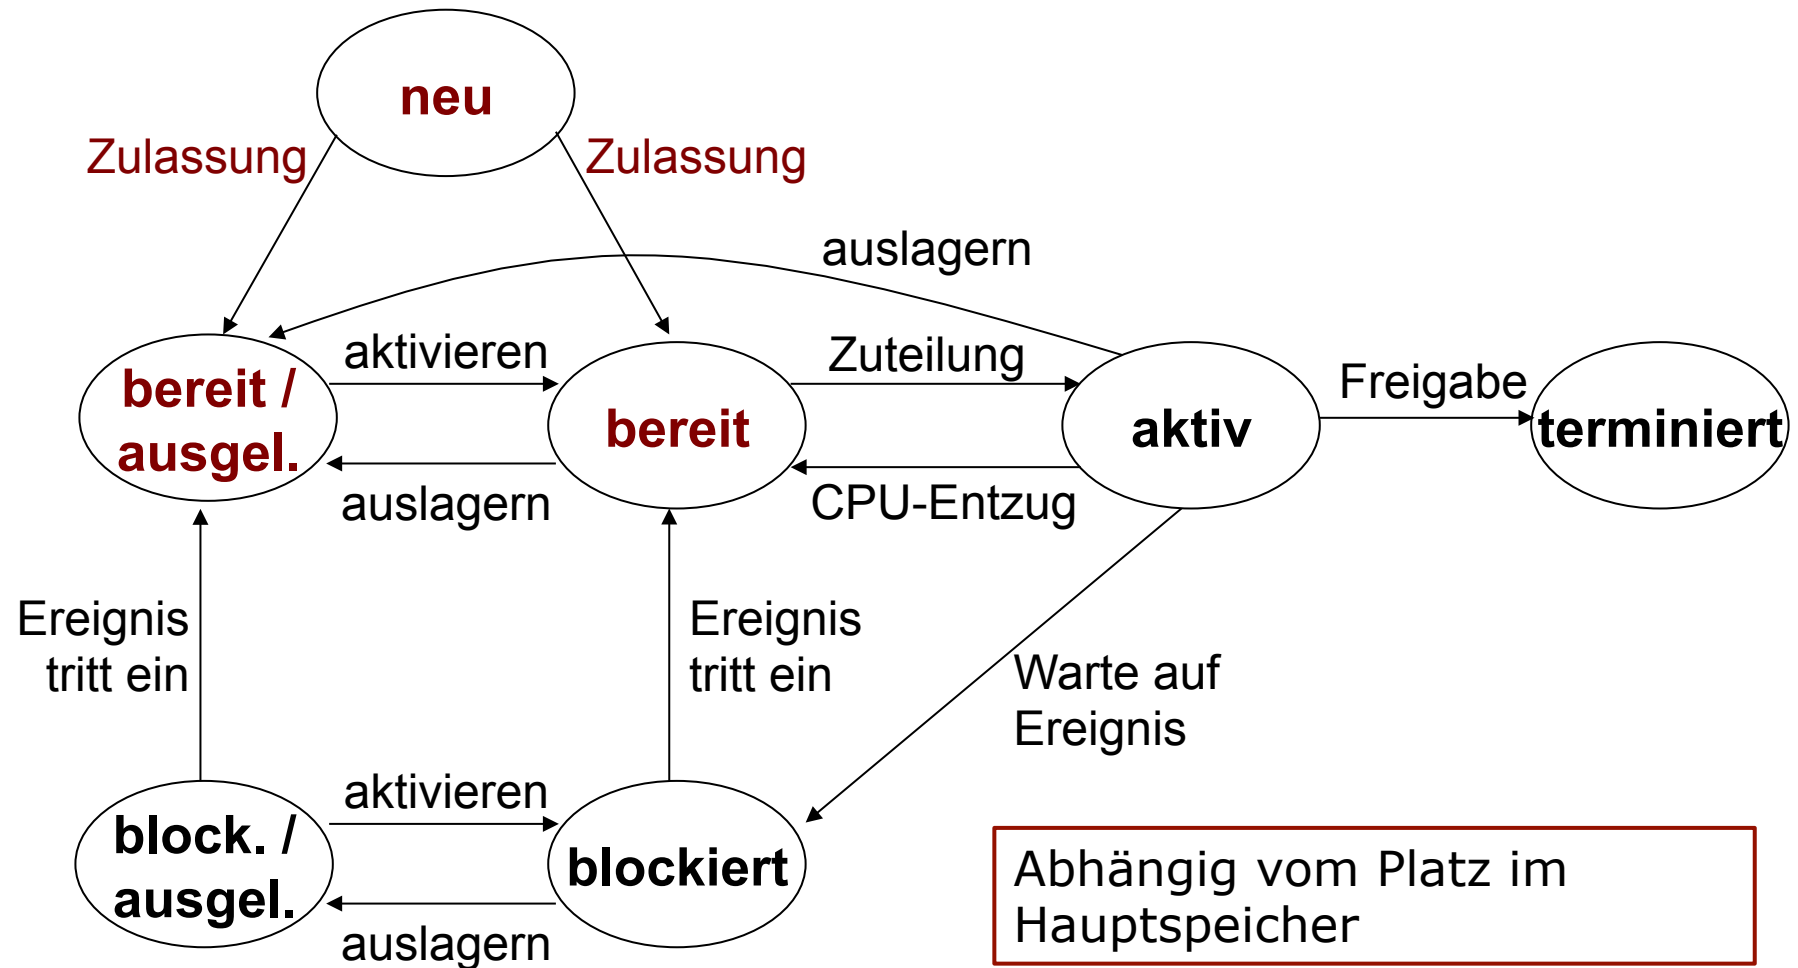 neu
Zulassung
Zulassung
auslagern
aktivieren
Zuteilung
Freigabe
bereit /
ausgel.
bereit
aktiv
terminiert
auslagern
CPU-Entzug
Ereignis
tritt ein
Ereignis
tritt ein
Warte auf
Ereignis
aktivieren
block. /
ausgel.
blockiert
auslagern
Abhängig vom Platz im
Hauptspeicher